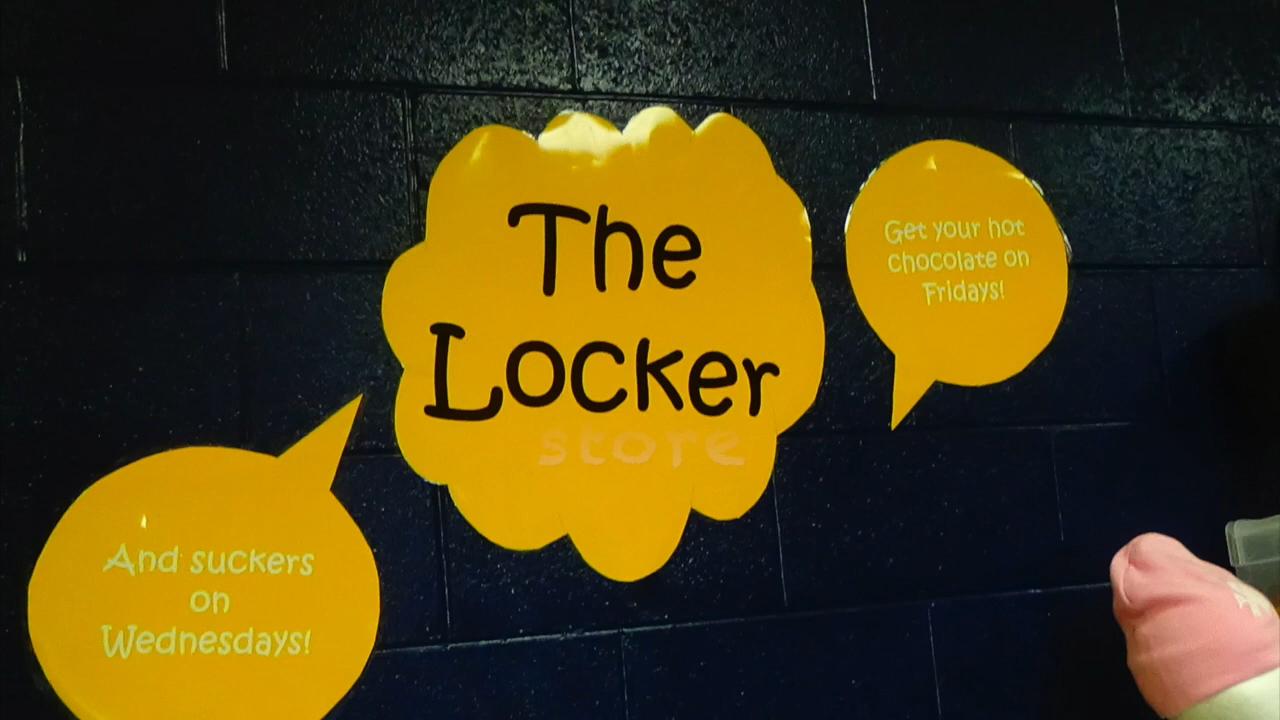 The
Locker
store
Get your hot
chocolate on
Fridays!
And suckers
on
Wednesdays!